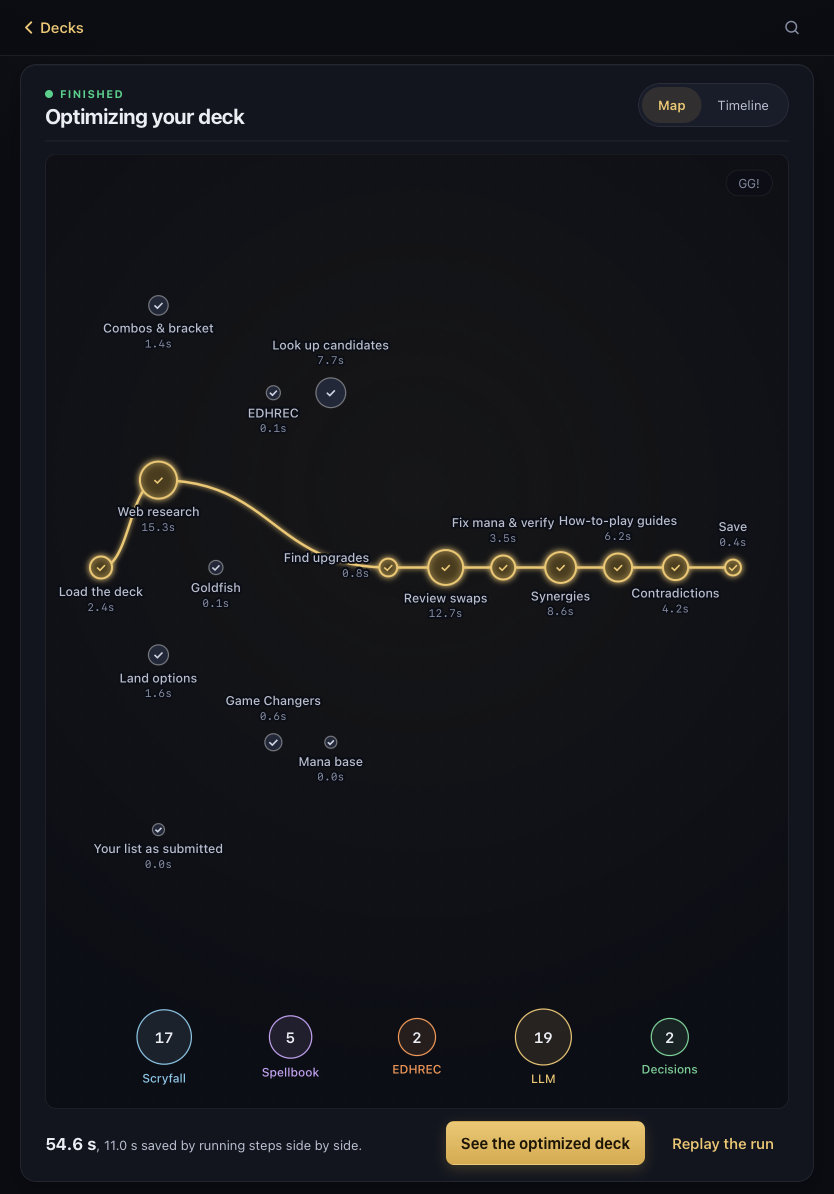 Decks
FINISHED
Optimizing your deck
Map
Timeline
GG!
Combos & bracket
1.4s
Look up candidates
7.7s
EDHREC
0.1s
Web research
15.3s
Load the deck
2.4s
Goldfish
0.1s
Find upgrades
0.8s
Review swaps
12.7s
Fix mana & verify
3.5s
Synergies
8.6s
How-to-play guides
6.2s
Contradictions
4.2s
Save
0.4s
Land options
1.6s
Game Changers
0.6s
Mana base
0.0s
Your list as submitted
0.0s
17
Scryfall
5
Spellbook
2
EDHREC
19
LLM
2
Decisions
54.6 s, 11.0 s saved by running steps side by side.
See the optimized deck
Replay the run